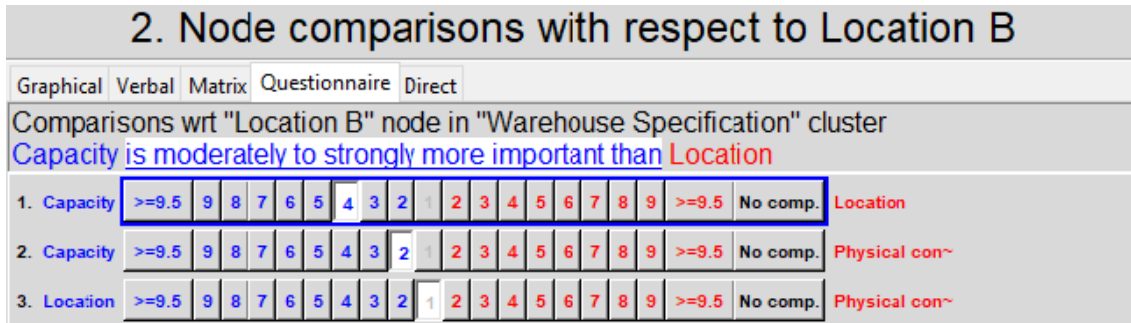 2. Node comparisons with respect to Location B
Graphical Verbal Matrix Questionnaire Direct
Comparisons wrt "Location B" node in "Warehouse Specification" cluster
Capacity is moderately to strongly more important than Location
1. Capacity >=9.5 9 8 7 6 5 4 3 2 1 2 3 4 5 6 7 8 9 >=9.5 No comp. Location
2. Capacity >=9.5 9 8 7 6 5 4 3 2 1 2 3 4 5 6 7 8 9 >=9.5 No comp. Physical con~
3. Location >=9.5 9 8 7 6 5 4 3 2 1 2 3 4 5 6 7 8 9 >=9.5 No comp. Physical con~